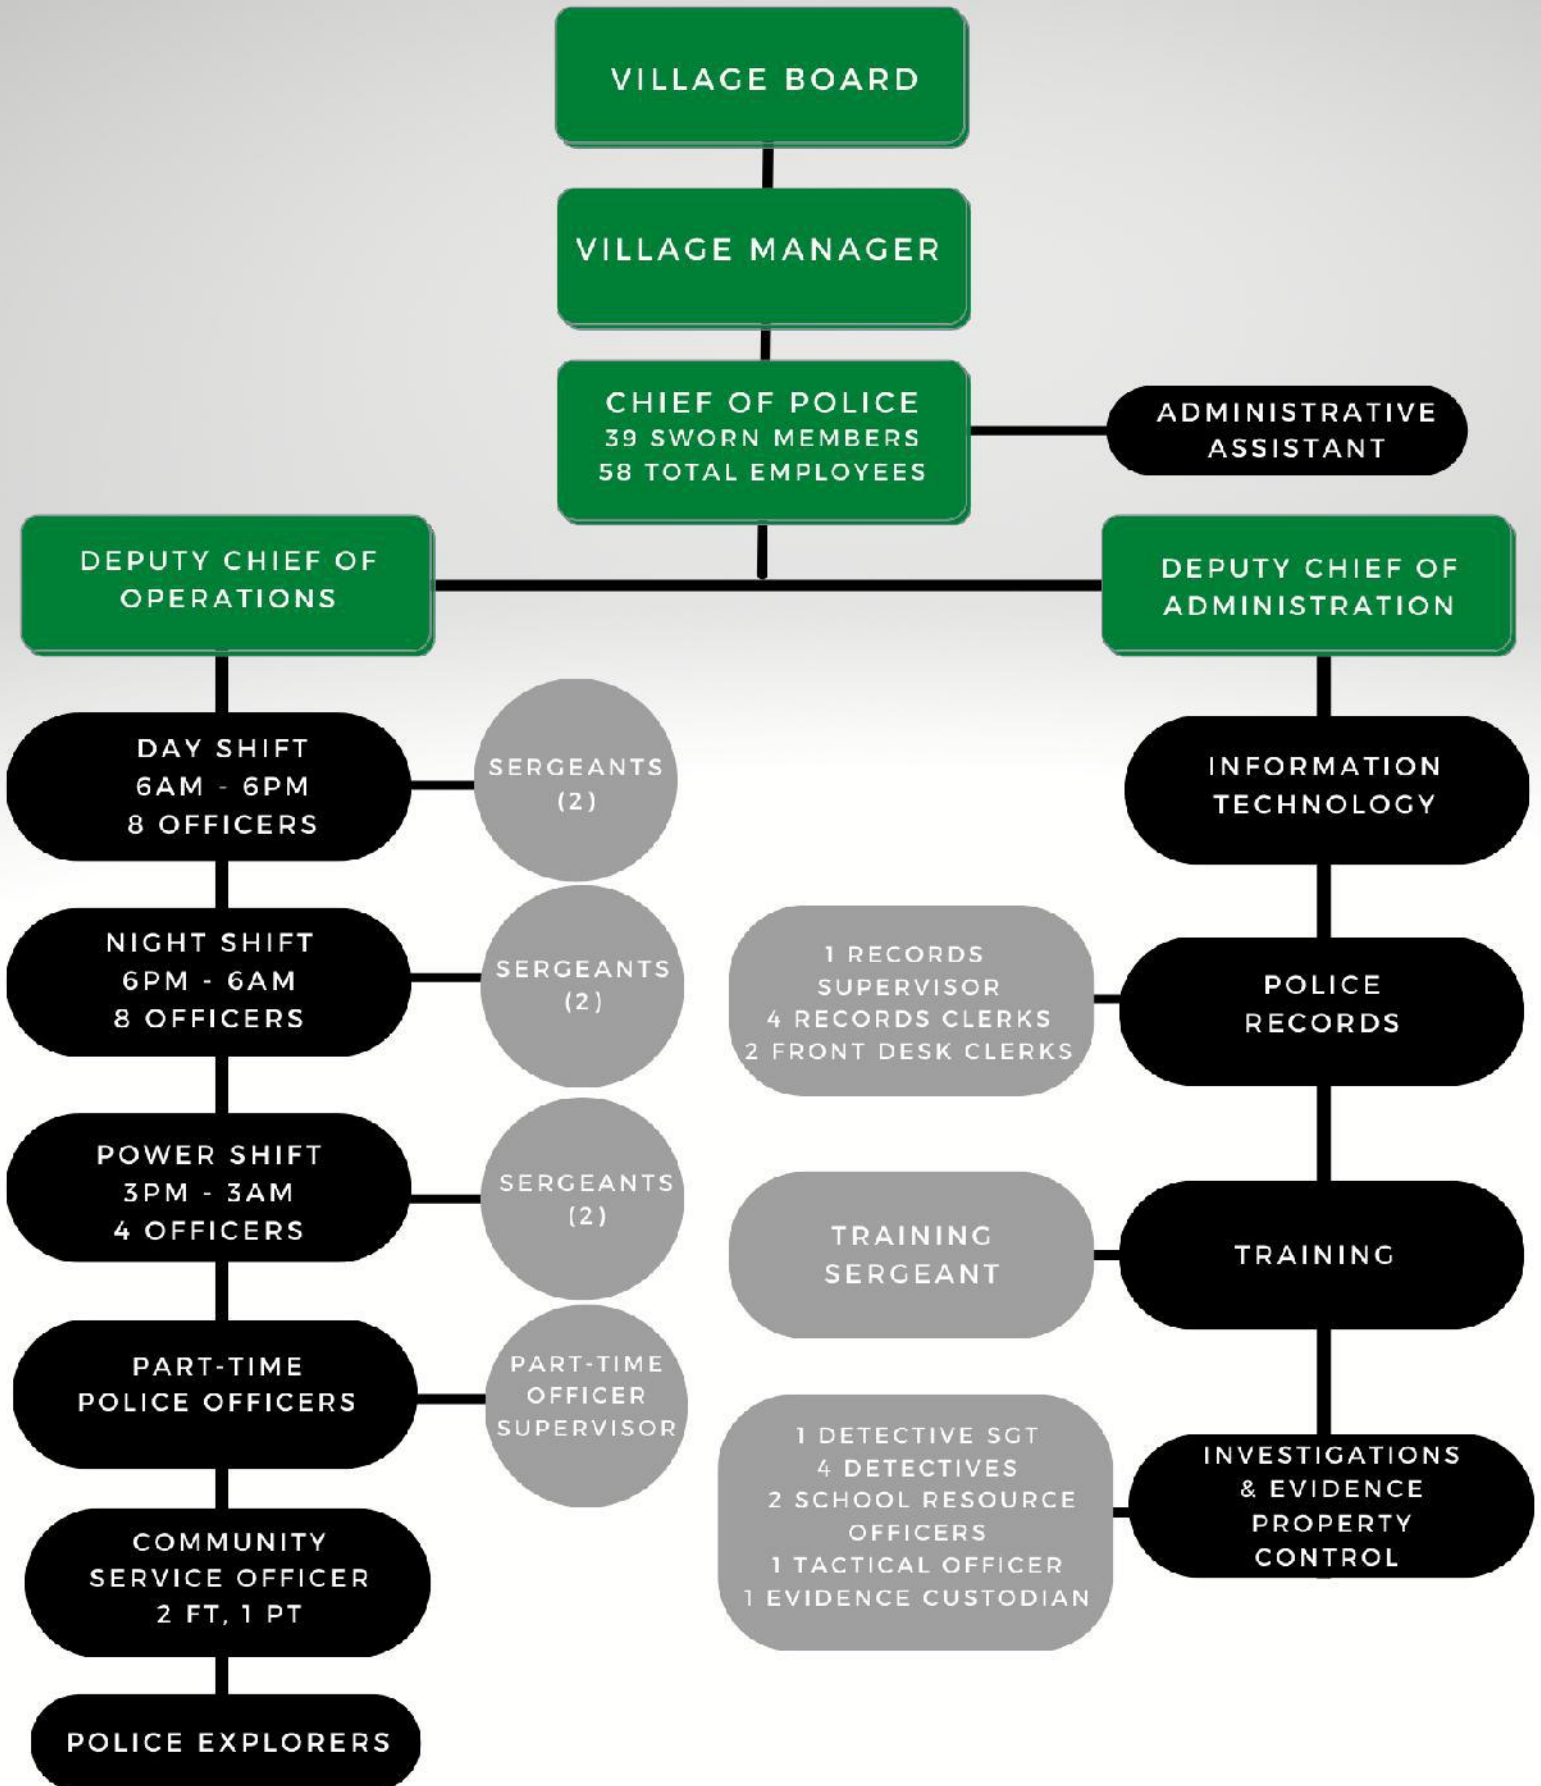 VILLAGE BOARD
VILLAGE MANAGER
CHIEF OF POLICE
39 SWORN MEMBERS
58 TOTAL EMPLOYEES
ADMINISTRATIVE
ASSISTANT
DEPUTY CHIEF OF
OPERATIONS
DEPUTY CHIEF OF
ADMINISTRATION
DAY SHIFT
6AM - 6PM
8 OFFICERS
SERGEANTS
(2)
NIGHT SHIFT
6PM - 6AM
8 OFFICERS
SERGEANTS
(2)
POWER SHIFT
3PM - 3AM
4 OFFICERS
SERGEANTS
(2)
PART-TIME
POLICE OFFICERS
PART-TIME
OFFICER
SUPERVISOR
COMMUNITY
SERVICE OFFICER
2 FT, 1 PT
POLICE EXPLORERS
INFORMATION
TECHNOLOGY
1 RECORDS
SUPERVISOR
4 RECORDS CLERKS
2 FRONT DESK CLERKS
POLICE
RECORDS
TRAINING
SERGEANT
TRAINING
1 DETECTIVE SGT
4 DETECTIVES
2 SCHOOL RESOURCE
OFFICERS
1 TACTICAL OFFICER
1 EVIDENCE CUSTODIAN
INVESTIGATIONS
& EVIDENCE
PROPERTY
CONTROL